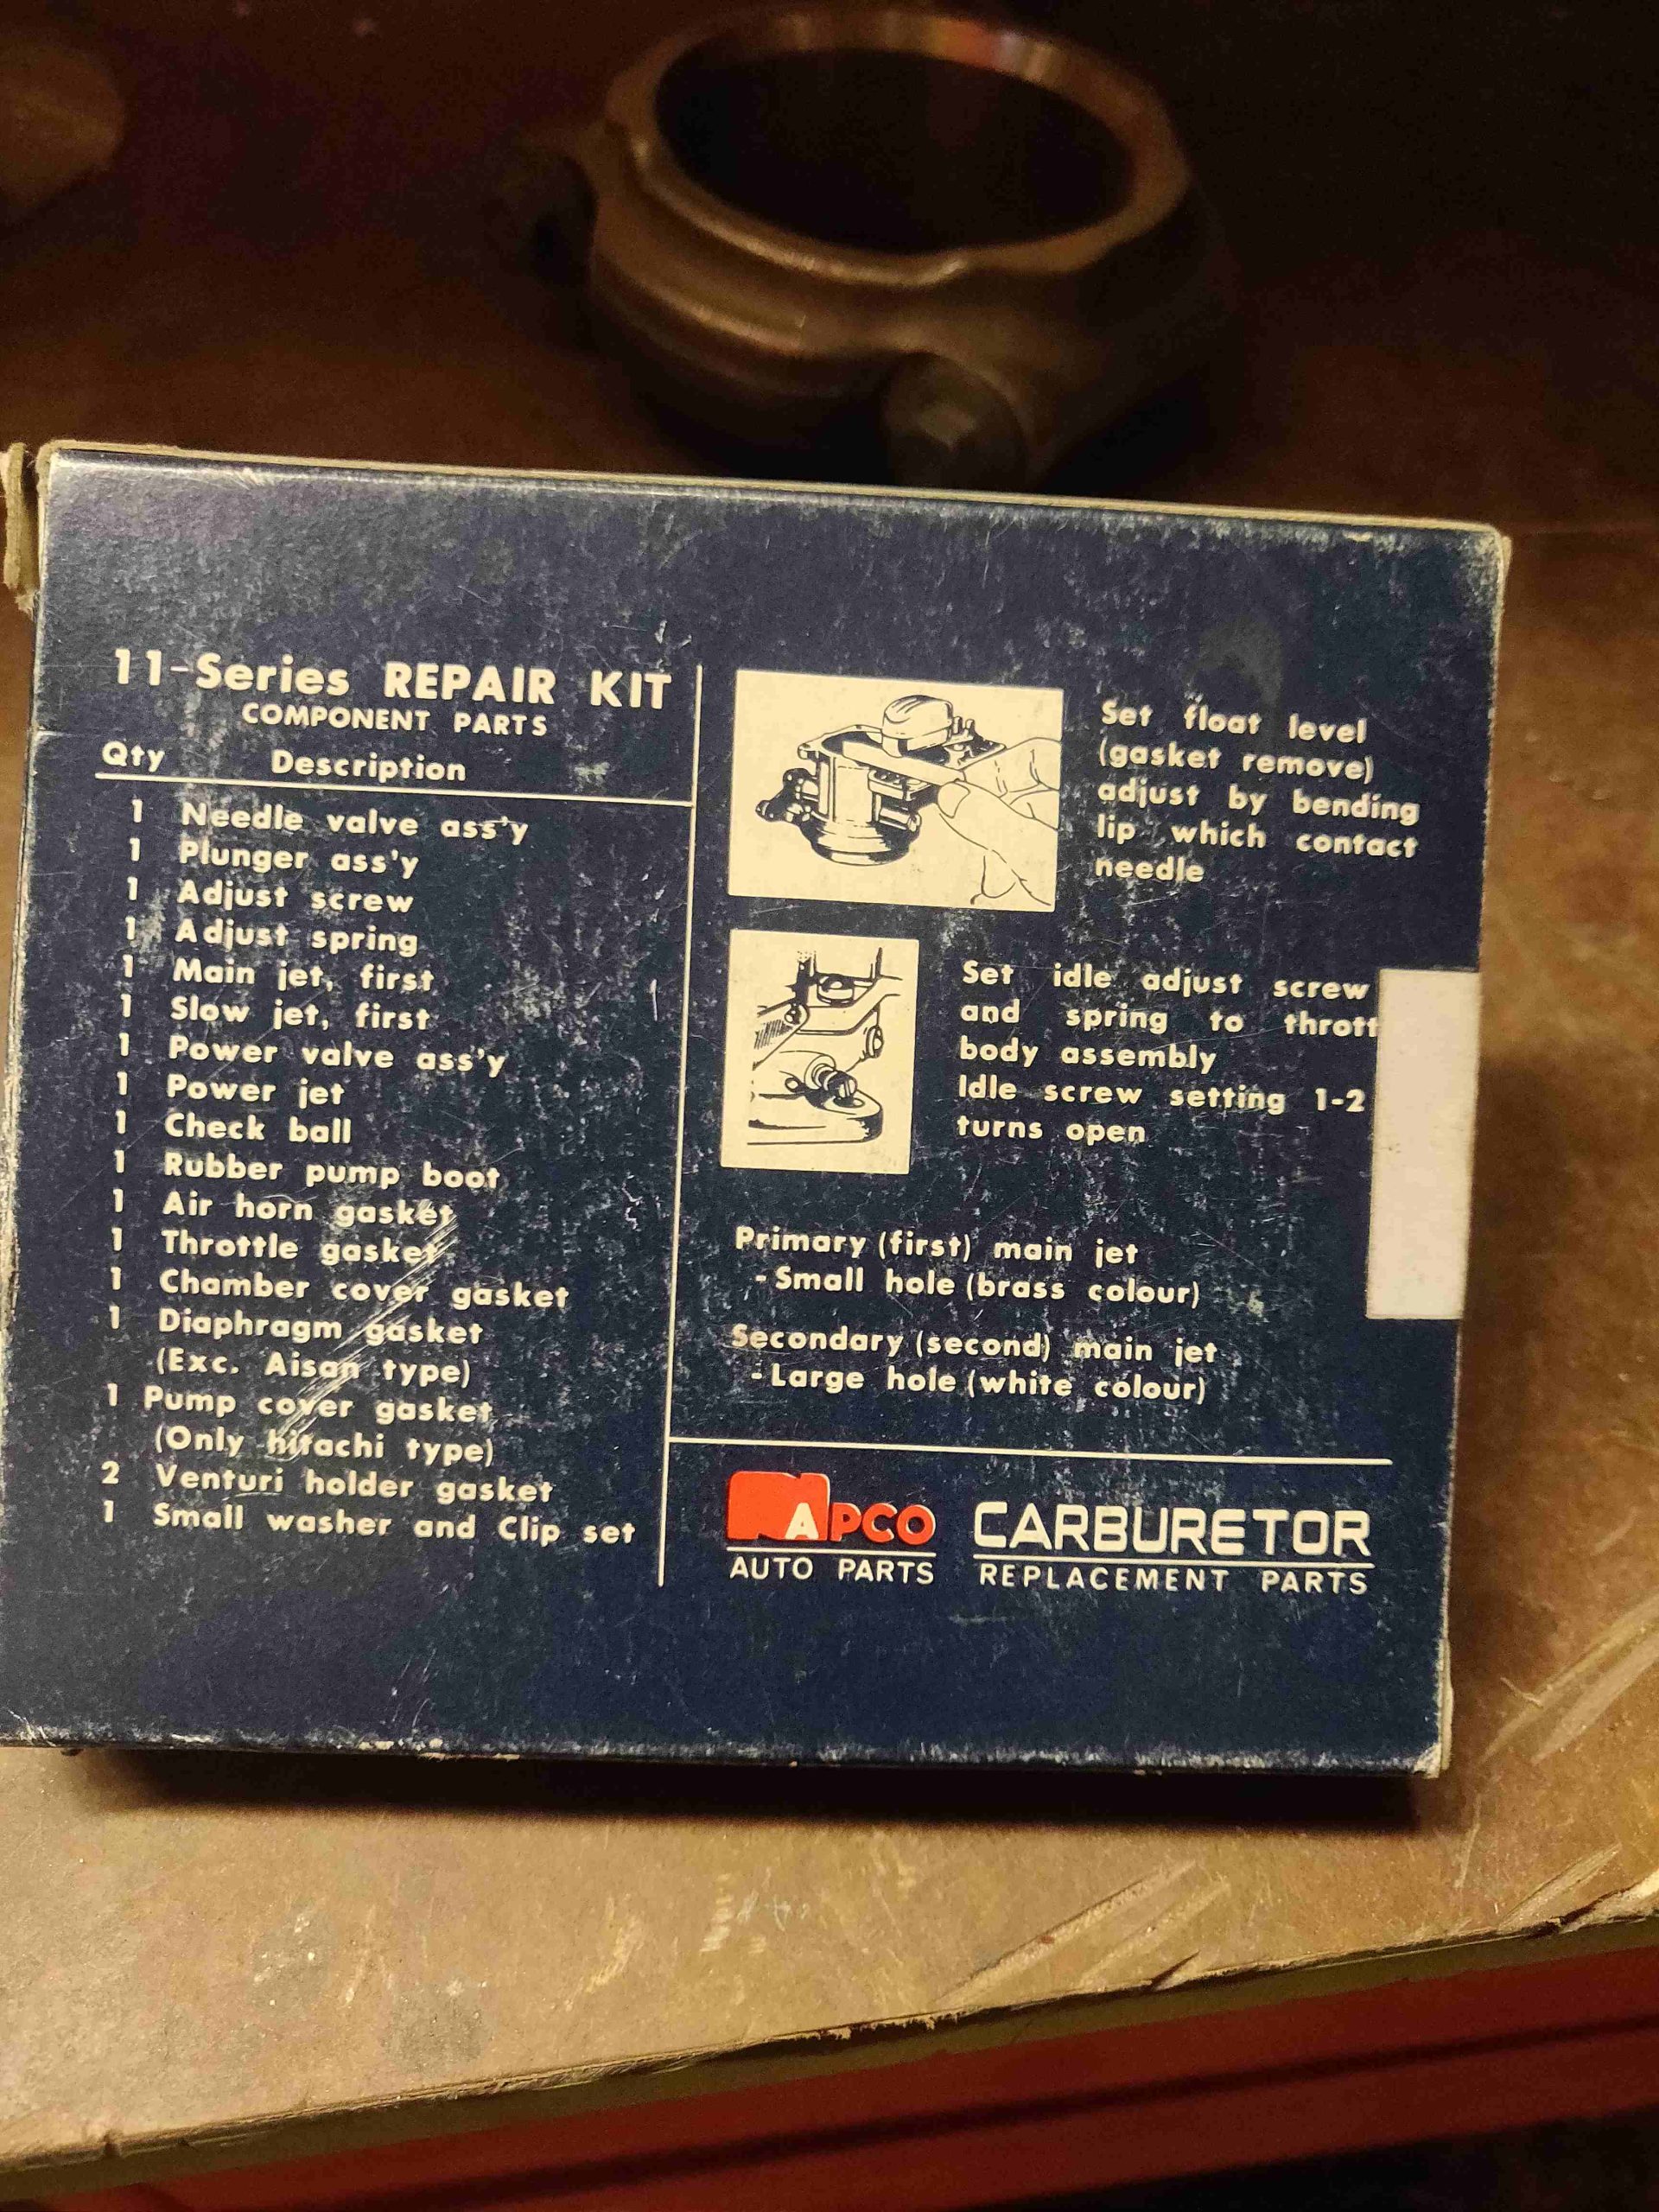 11-Series REPAIR KIT
COMPONENT PARTS
Qty Description
1 Needle valve ass'y
1 Plunger ass'y
1 Adjust screw
1 Adjust spring
1 Main jet, first
1 Slow jet, first
1 Power valve ass'y
1 Power jet
1 Check ball
1 Rubber pump boot
1 Air horn gasket
1 Throttle gasket
1 Chamber cover gasket
1 Diaphragm gasket
(Exc. Aisan type)
1 Pump cover gasket
(Only hitachi type)
2 Venturi holder gasket
1 Small washer and Clip set
Set float level
(gasket remove)
adjust by bending
lip which contact
needle
Set idle adjust screw
and spring to thrott
body assembly
Idle screw setting 1-2
turns open
Primary (first) main jet
- Small hole (brass colour)
Secondary (second) main jet
- Large hole (white colour)
NAPCO
AUTO PARTS
CARBURETOR
REPLACEMENT PARTS